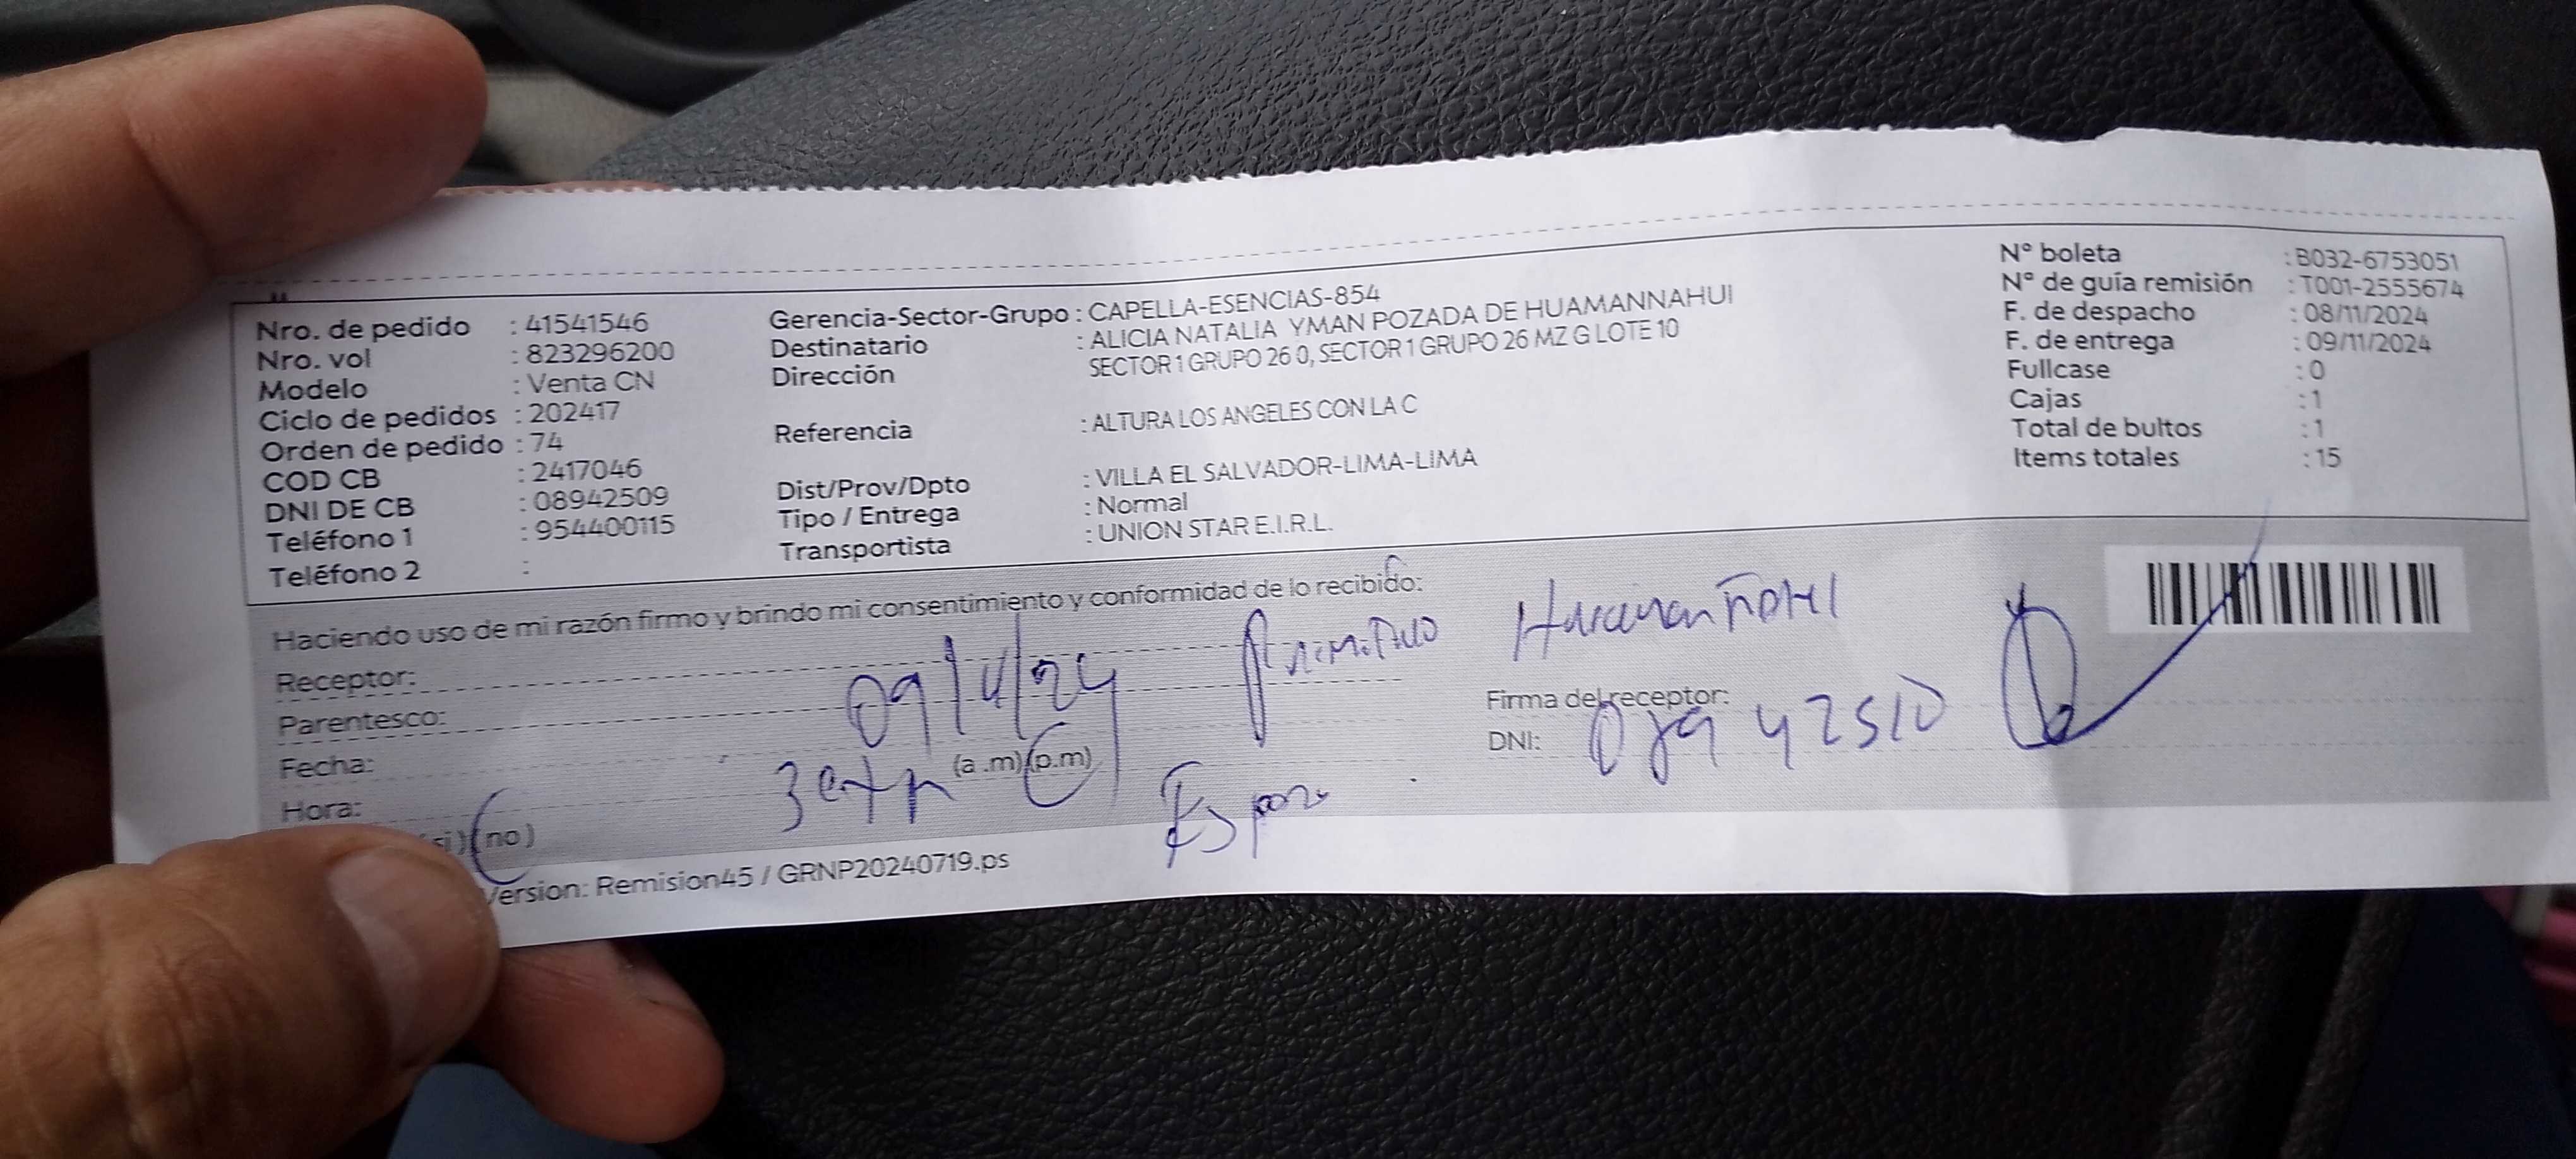 Nro. de pedido : 41541546
Nro. vol : 823296200
Modelo : Venta CN
Ciclo de pedidos : 202417
Orden de pedido : 74
COD CB : 2417046
DNI DE CB : 08942509
Teléfono 1 : 954400115
Teléfono 2 :
Gerencia-Sector-Grupo : CAPELLA-ESENCIAS-854
Destinatario : ALICIA NATALIA YMAN POZADA DE HUAMANNAHUI
Dirección SECTOR 1 GRUPO 26 0, SECTOR 1 GRUPO 26 MZ G LOTE 10
Referencia : ALTURA LOS ANGELES CON LA C
Dist/Prov/Dpto : VILLA EL SALVADOR-LIMA-LIMA
Tipo / Entrega : Normal
Transportista : UNION STAR E.I.R.L.
N° boleta : B032-6753051
N° de guía remisión : T001-2555674
F. de despacho : 08/11/2024
F. de entrega : 09/11/2024
Fullcase : 0
Cajas : 1
Total de bultos : 1
Items totales : 15
Haciendo uso de mi razón firmo y brindo mi consentimiento y conformidad de lo recibido:
Receptor:
Parentesco:
Fecha: 09/11/24
Hora: (a .m) (p.m)
si ) (no )
Firma del receptor:
DNI: 08942510
Version: Remision45 / GRNP20240719.ps